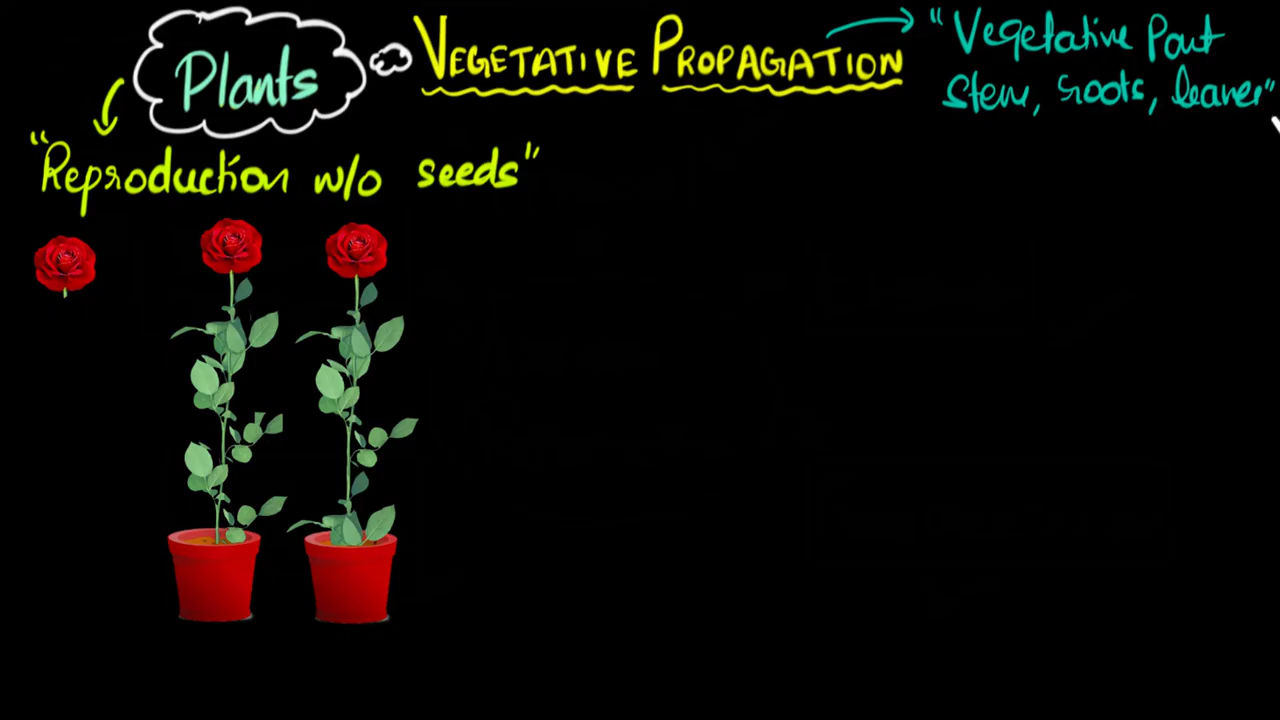 Plants
VEGETATIVE PROPAGATION
"Vegetative Part
Stem, roots, leaves"
"Reproduction w/o seeds"